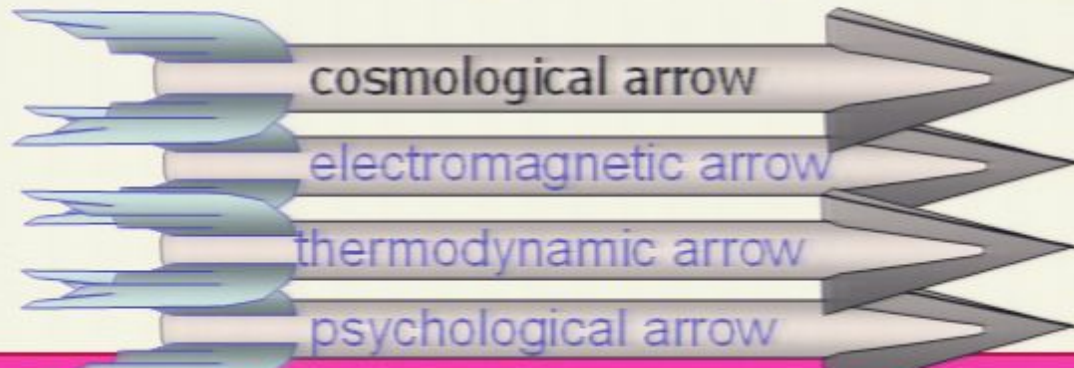 cosmological arrow
electromagnetic arrow
thermodynamic arrow
psychological arrow